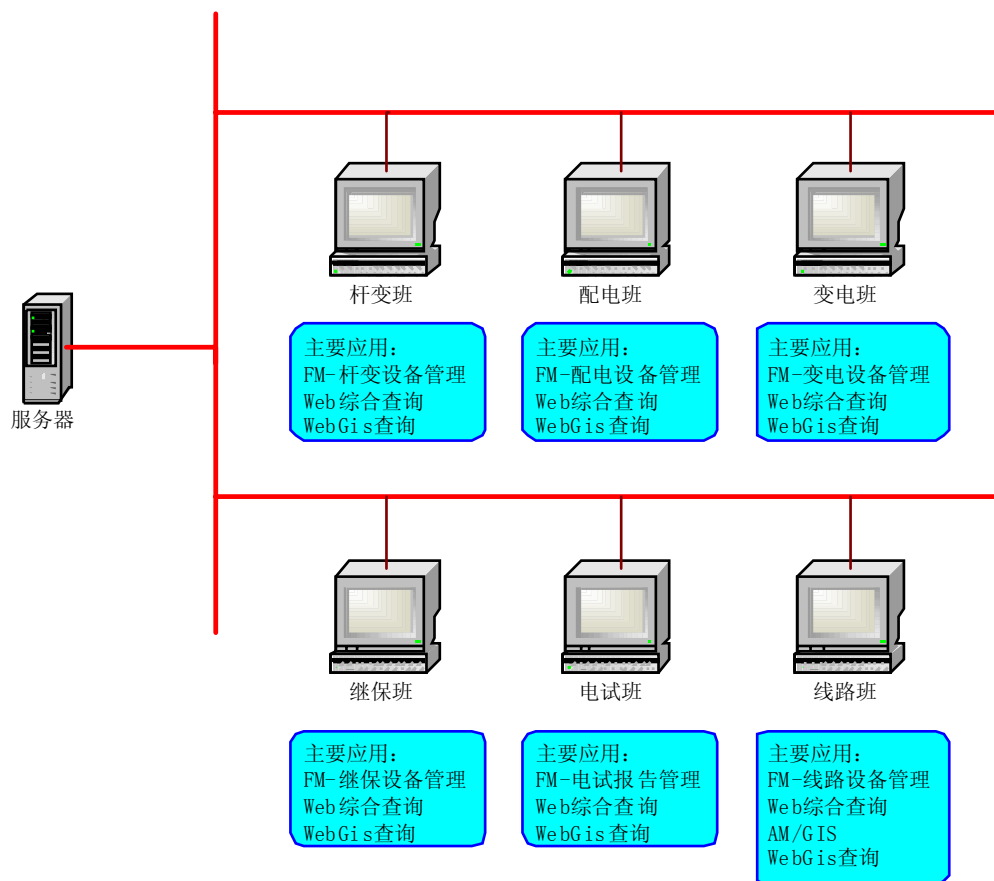 杆变班
配电班
变电班
主要应用：
FM-杆变设备管理
Web综合查询
WebGis查询
主要应用：
FM-配电设备管理
Web综合查询
WebGis查询
主要应用：
FM-变电设备管理
Web综合查询
WebGis查询
服务器
继保班
电试班
线路班
主要应用：
FM-继保设备管理
Web综合查询
WebGis查询
主要应用：
FM-电试报告管理
Web综合查询
WebGis查询
主要应用：
FM-线路设备管理
Web综合查询
AM/GIS
WebGis查询